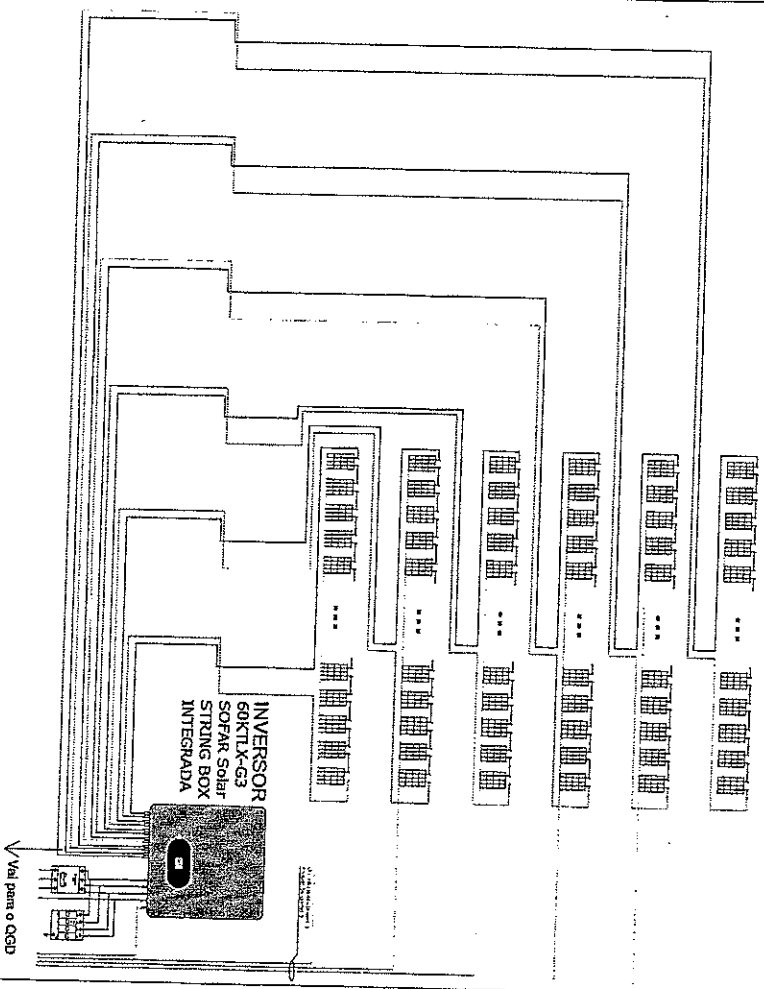 INVERSOR
60KTLX-G3
SOFAR Solar
STRING BOX
INTEGRADA
Vai para o QGD